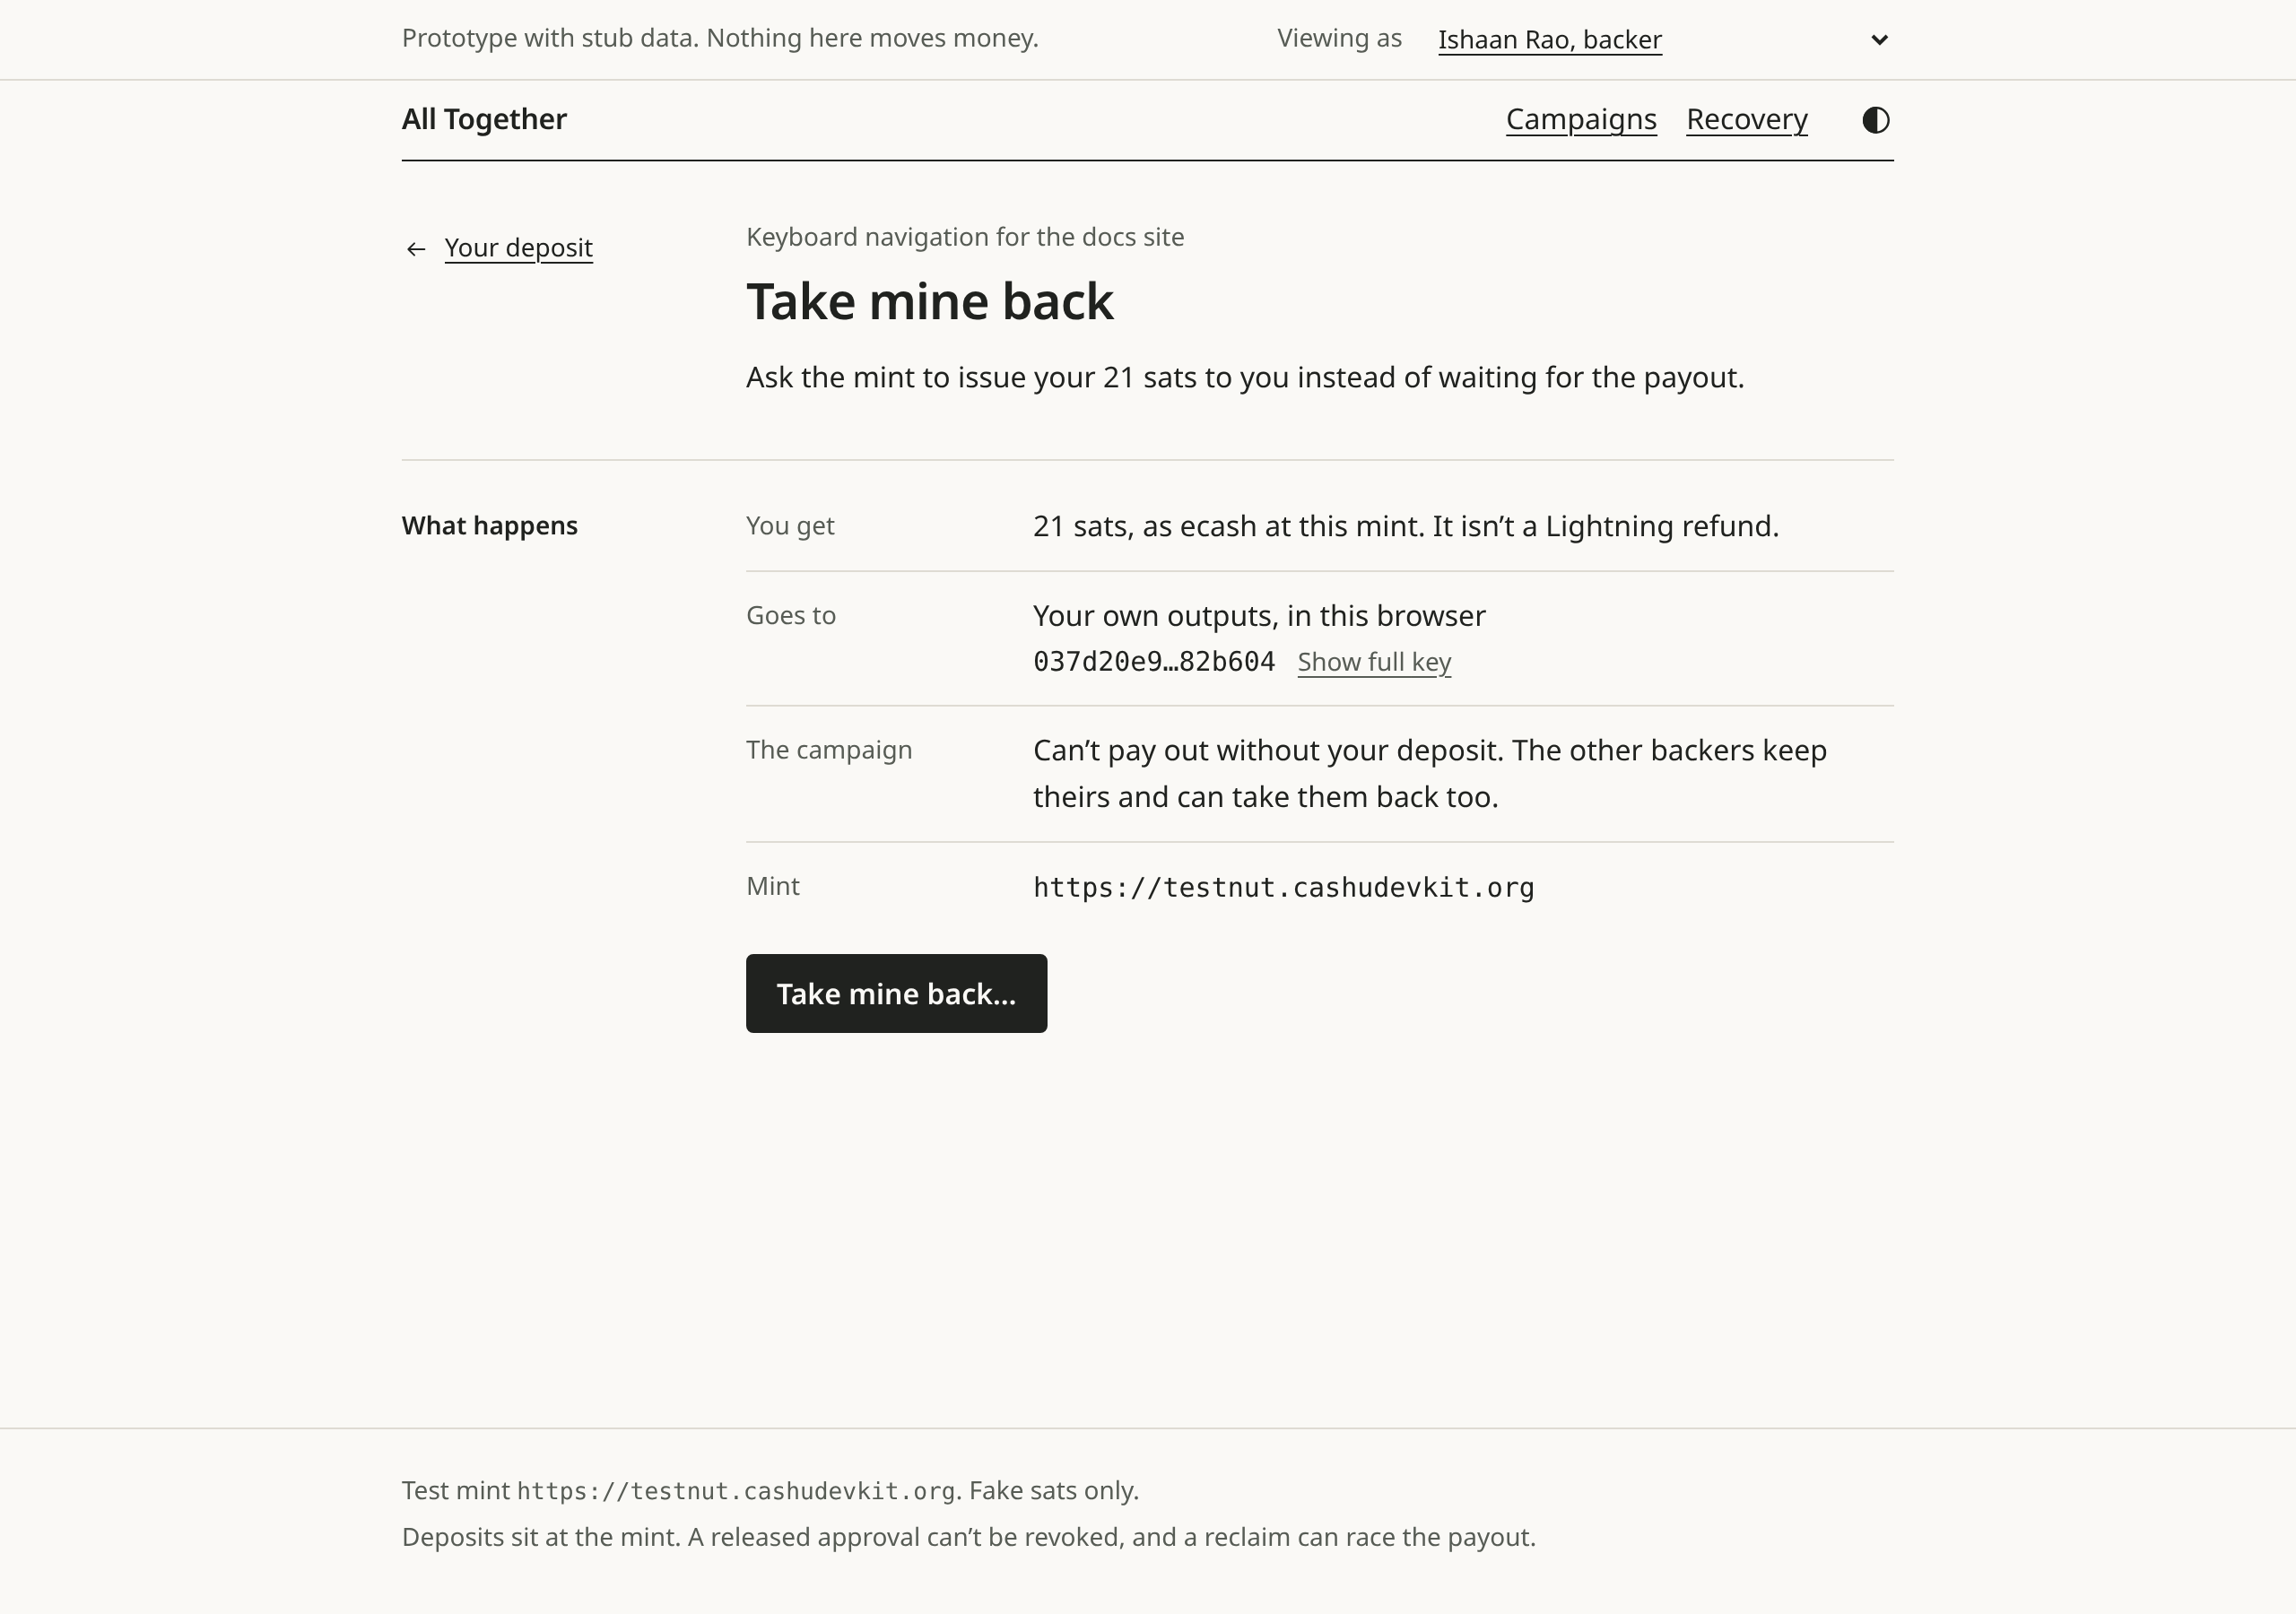 Prototype with stub data. Nothing here moves money.
Viewing as Ishaan Rao, backer
All Together
Campaigns Recovery
← Your deposit
Keyboard navigation for the docs site
Take mine back
Ask the mint to issue your 21 sats to you instead of waiting for the payout.
What happens
You get
21 sats, as ecash at this mint. It isn’t a Lightning refund.
Goes to
Your own outputs, in this browser
037d20e9…82b604 Show full key
The campaign
Can’t pay out without your deposit. The other backers keep
theirs and can take them back too.
Mint
https://testnut.cashudevkit.org
Take mine back…
Test mint https://testnut.cashudevkit.org. Fake sats only.
Deposits sit at the mint. A released approval can’t be revoked, and a reclaim can race the payout.